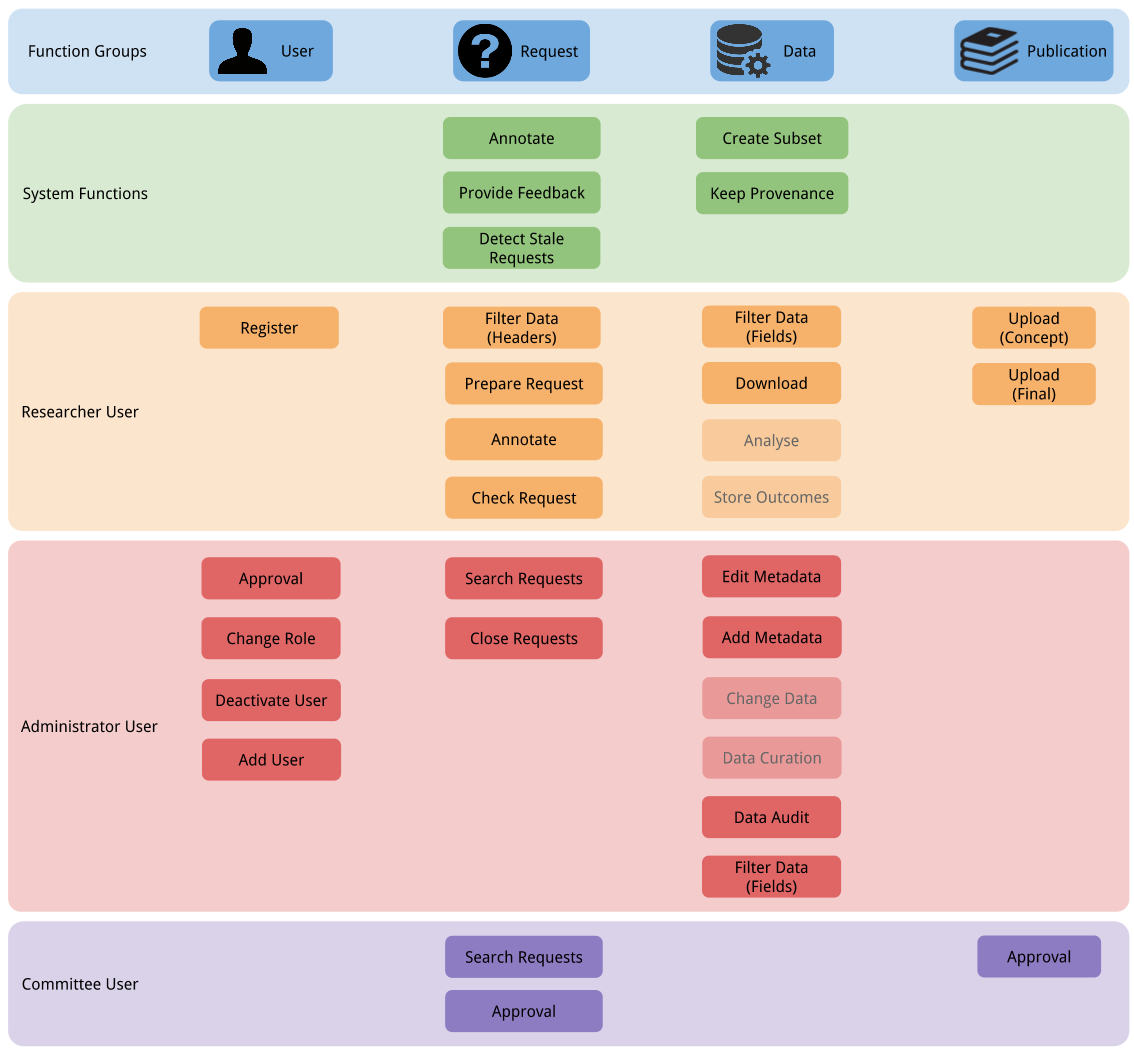 Function Groups
User
Request
Data
Publication
System Functions
Annotate
Create Subset
Provide Feedback
Keep Provenance
Detect Stale
Requests
Researcher User
Register
Filter Data
(Headers)
Filter Data
(Fields)
Upload
(Concept)
Prepare Request
Download
Upload
(Final)
Annotate
Analyse
Check Request
Store Outcomes
Administrator User
Approval
Search Requests
Edit Metadata
Change Role
Close Requests
Add Metadata
Deactivate User
Change Data
Add User
Data Curation
Data Audit
Filter Data
(Fields)
Committee User
Search Requests
Approval
Approval